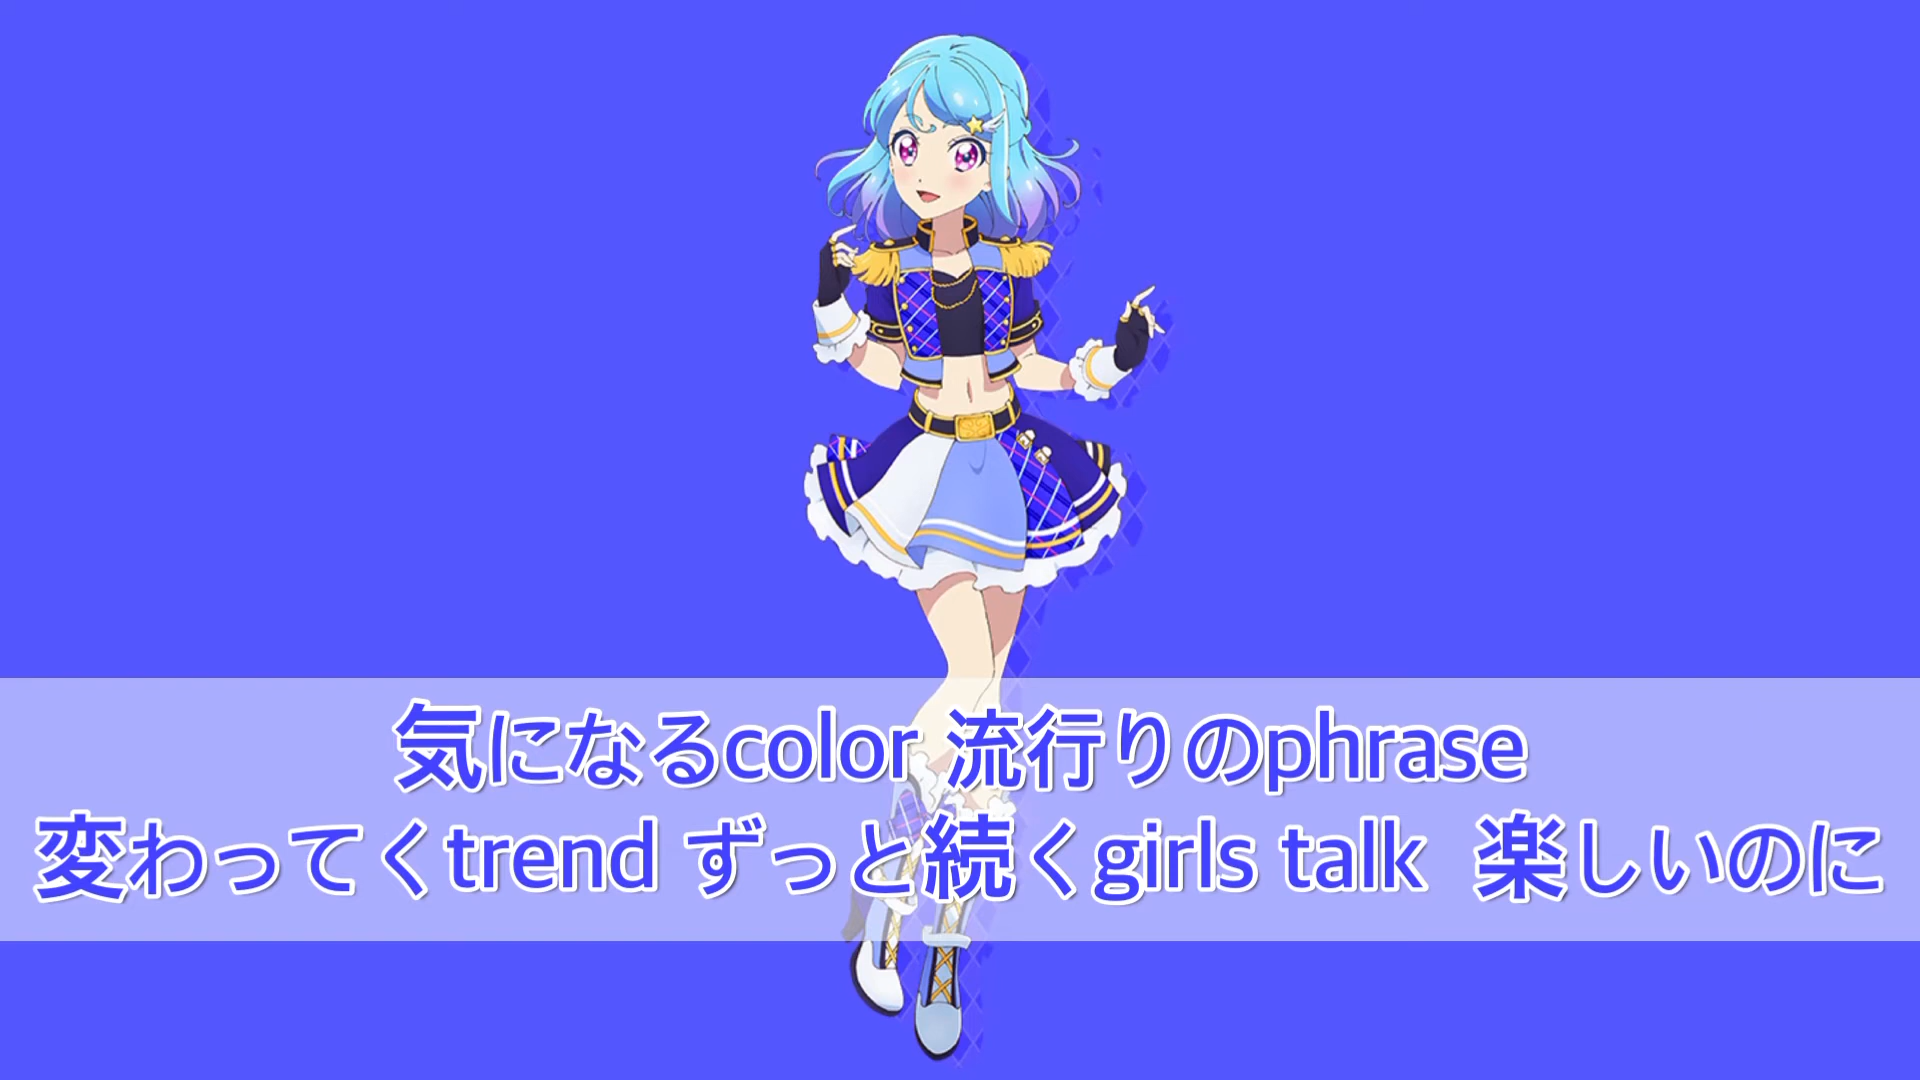 気になるcolor 流行りのphrase
変わってくtrend ずっと続くgirls talk 楽しいのに